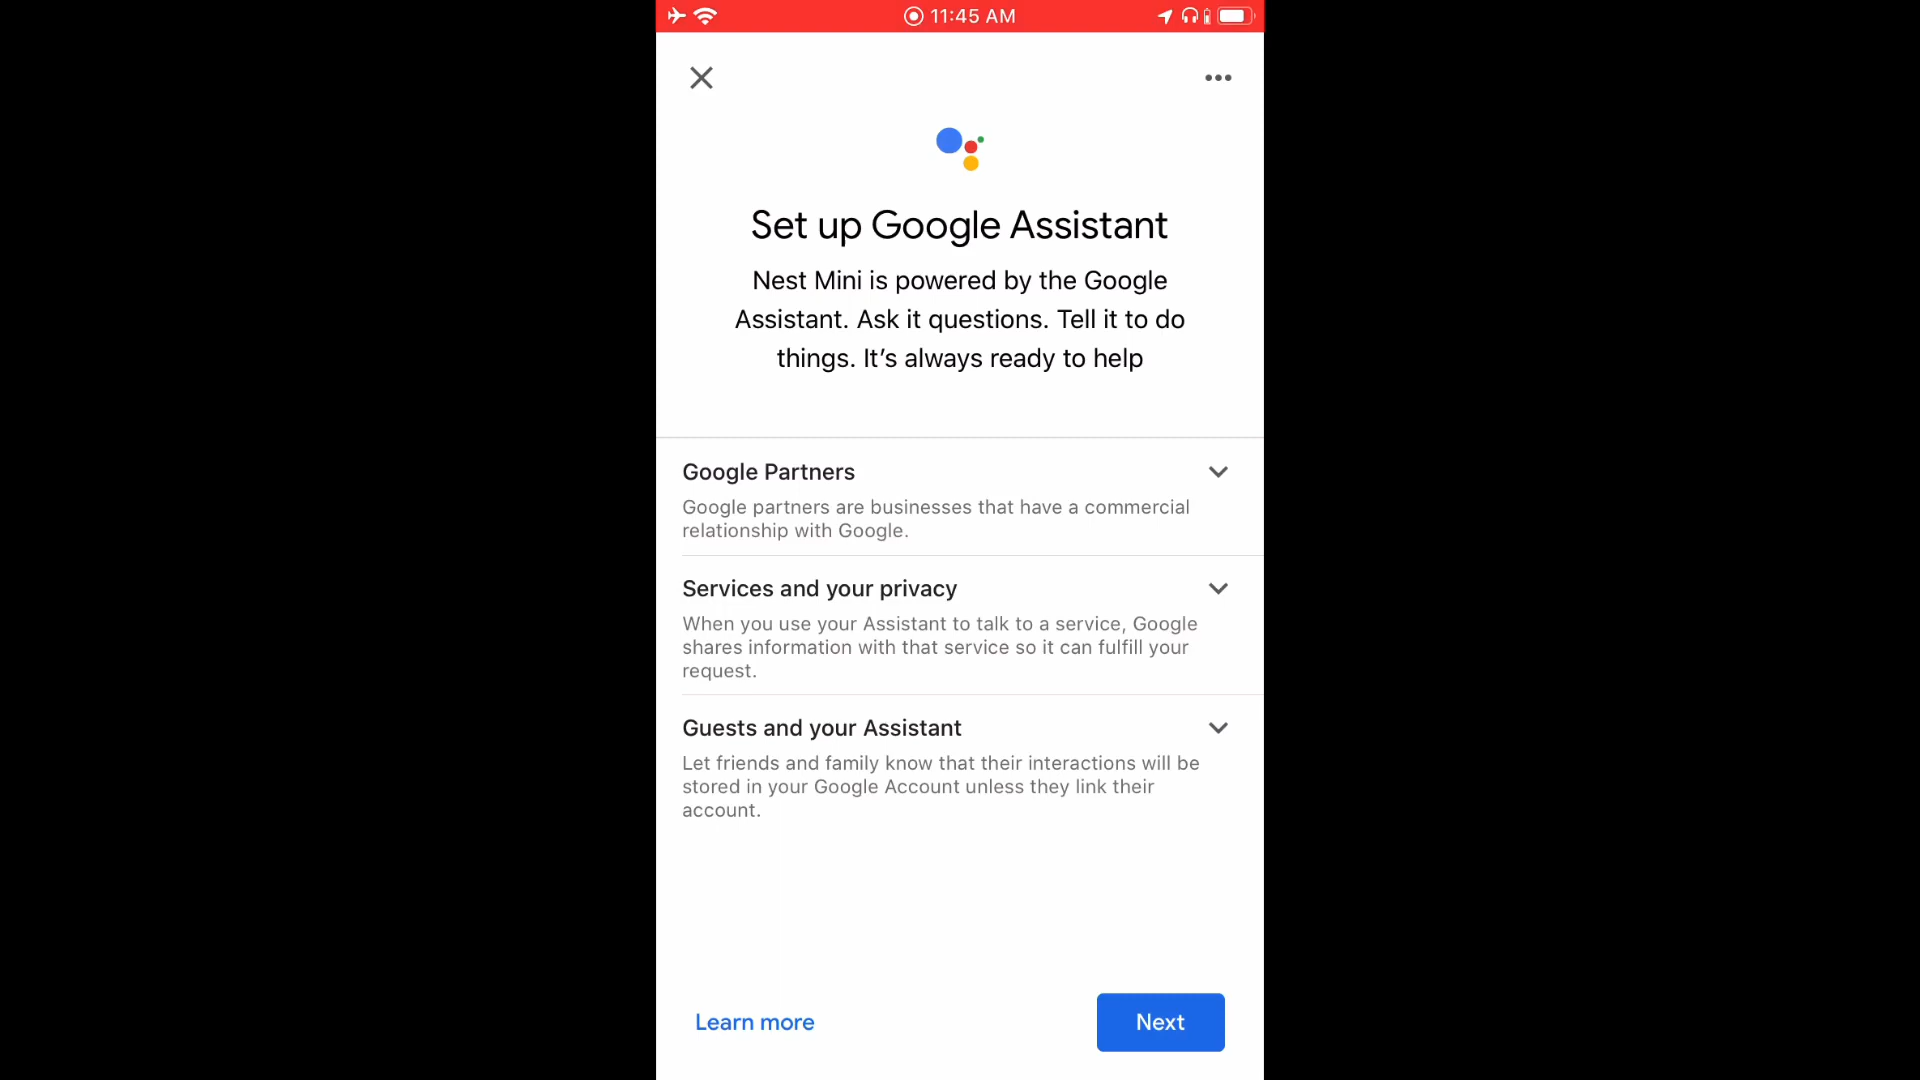 11:45 AM
Set up Google Assistant
Nest Mini is powered by the Google
Assistant. Ask it questions. Tell it to do
things. It’s always ready to help
Google Partners
Google partners are businesses that have a commercial
relationship with Google.
Services and your privacy
When you use your Assistant to talk to a service, Google
shares information with that service so it can fulfill your
request.
Guests and your Assistant
Let friends and family know that their interactions will be
stored in your Google Account unless they link their
account.
Learn more
Next